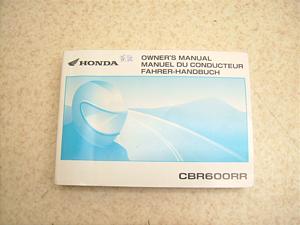 HONDA
OWNER'S MANUAL
MANUEL DU CONDUCTEUR
FAHRER-HANDBUCH
CBR600RR